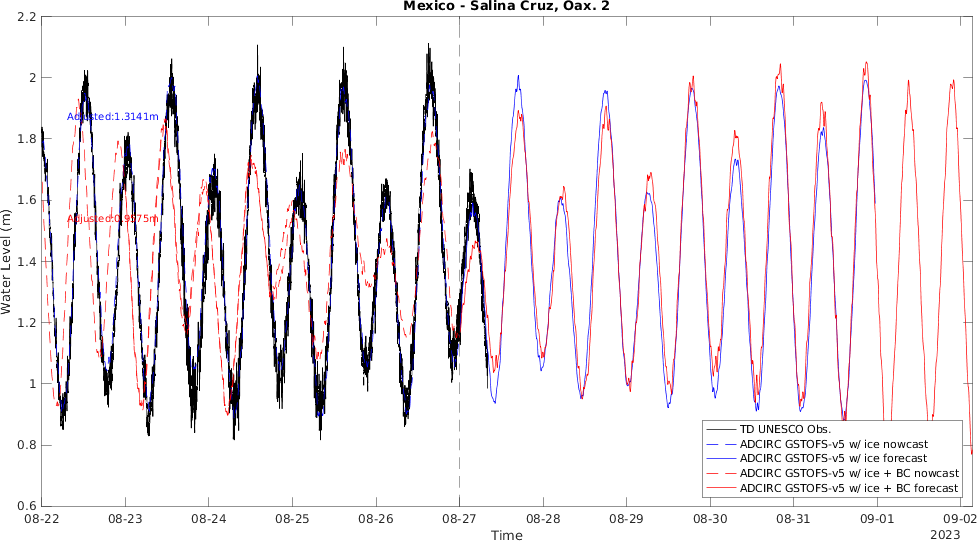 Mexico - Salina Cruz, Oax. 2
2.2
2
1.8
1.6
1.4
1.2
1
0.8
0.6
Water Level (m)
Adjusted:1.3141m
Adjusted:0.9575m
TD UNESCO Obs.
ADCIRC GSTOFS-v5 w/ ice nowcast
ADCIRC GSTOFS-v5 w/ ice forecast
ADCIRC GSTOFS-v5 w/ ice + BC nowcast
ADCIRC GSTOFS-v5 w/ ice + BC forecast
08-22 08-23 08-24 08-25 08-26 08-27 08-28 08-29 08-30 08-31 09-01 09-02
2023
Time